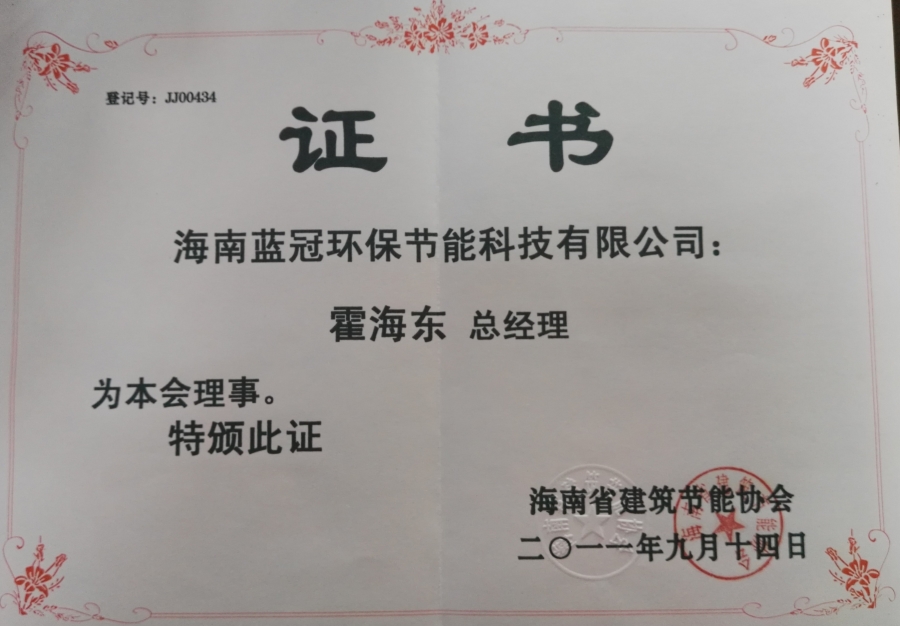 登记号：JJ00434
证 书
海南蓝冠环保节能科技有限公司：
霍海东 总经理
为本会理事。
特颁此证
海南省建筑节能协会
二〇一一年九月十四日